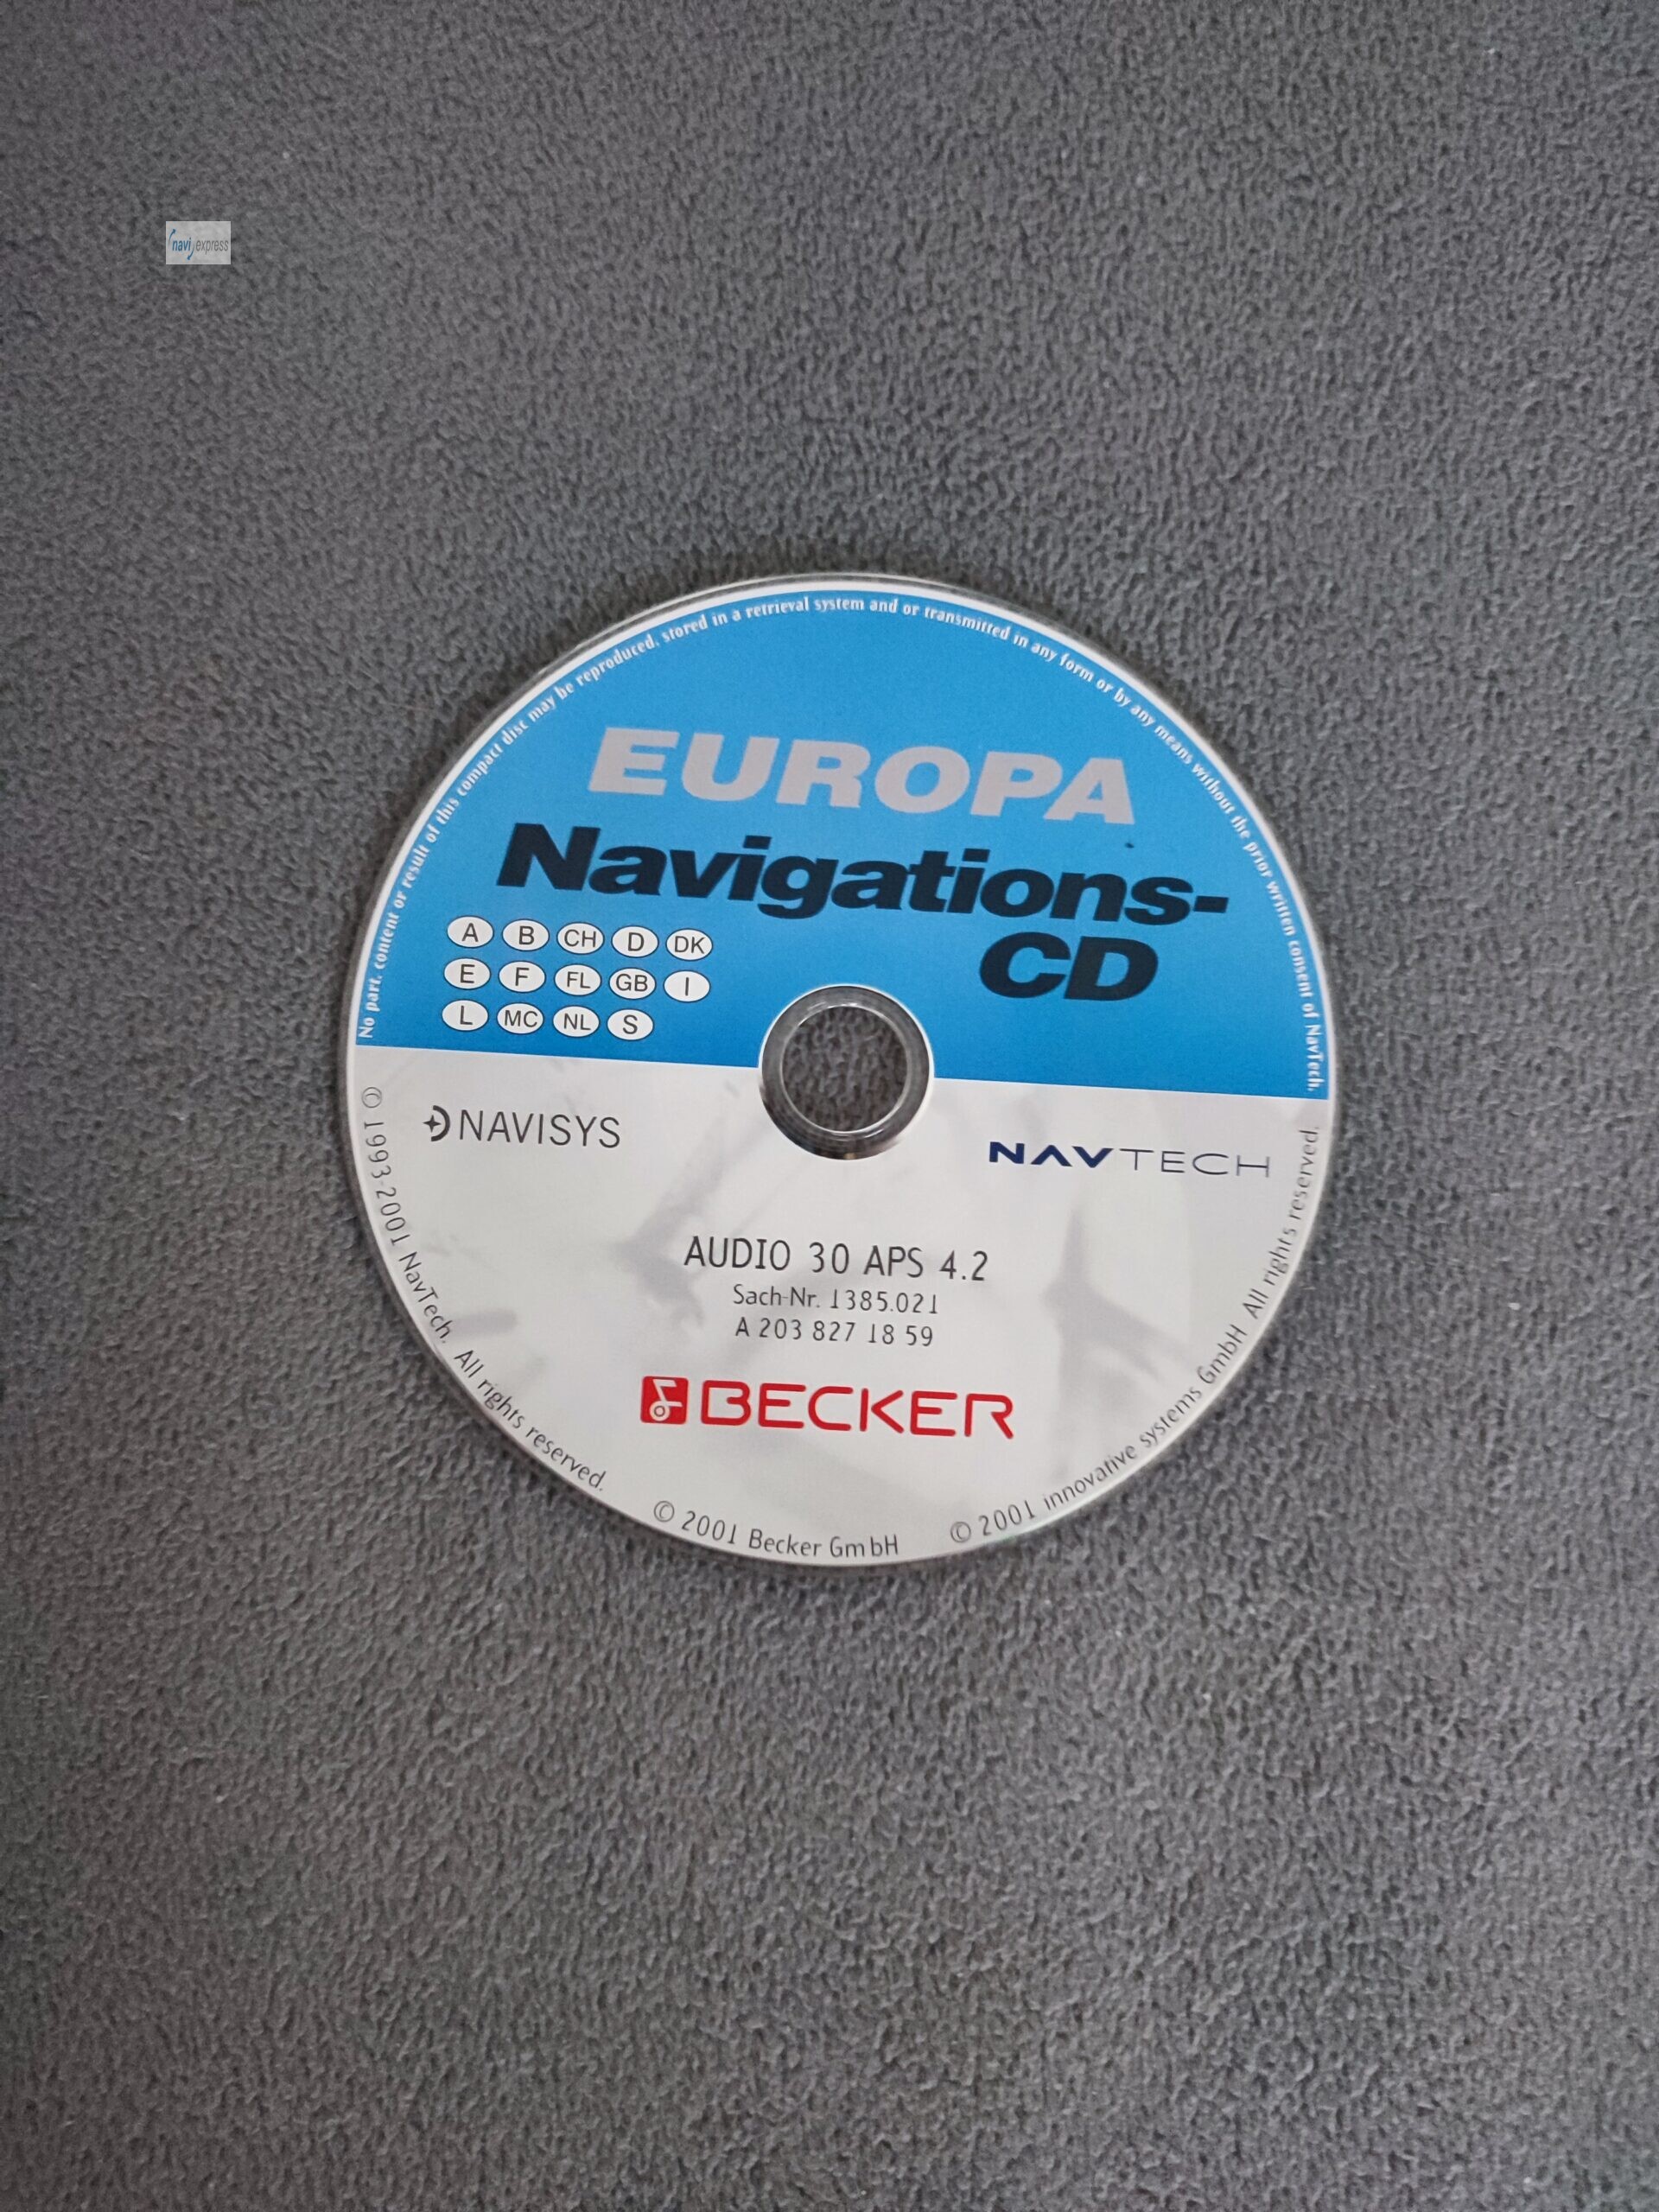 navi express
No part, content or result of this compact disc may be reproduced, stored in a retrieval system and or transmitted in any form or by any means without the prior written consent of NavTech.
EUROPA
Navigations-
CD
A B CH D DK
E F FL GB I
L MC NL S
NAVISYS
NAVTECH
AUDIO 30 APS 4.2
Sach-Nr. 1385.021
A 203 827 18 59
BECKER
© 1993-2001 NavTech. All rights reserved.
© 2001 Becker GmbH
© 2001 innovative systems GmbH All rights reserved.